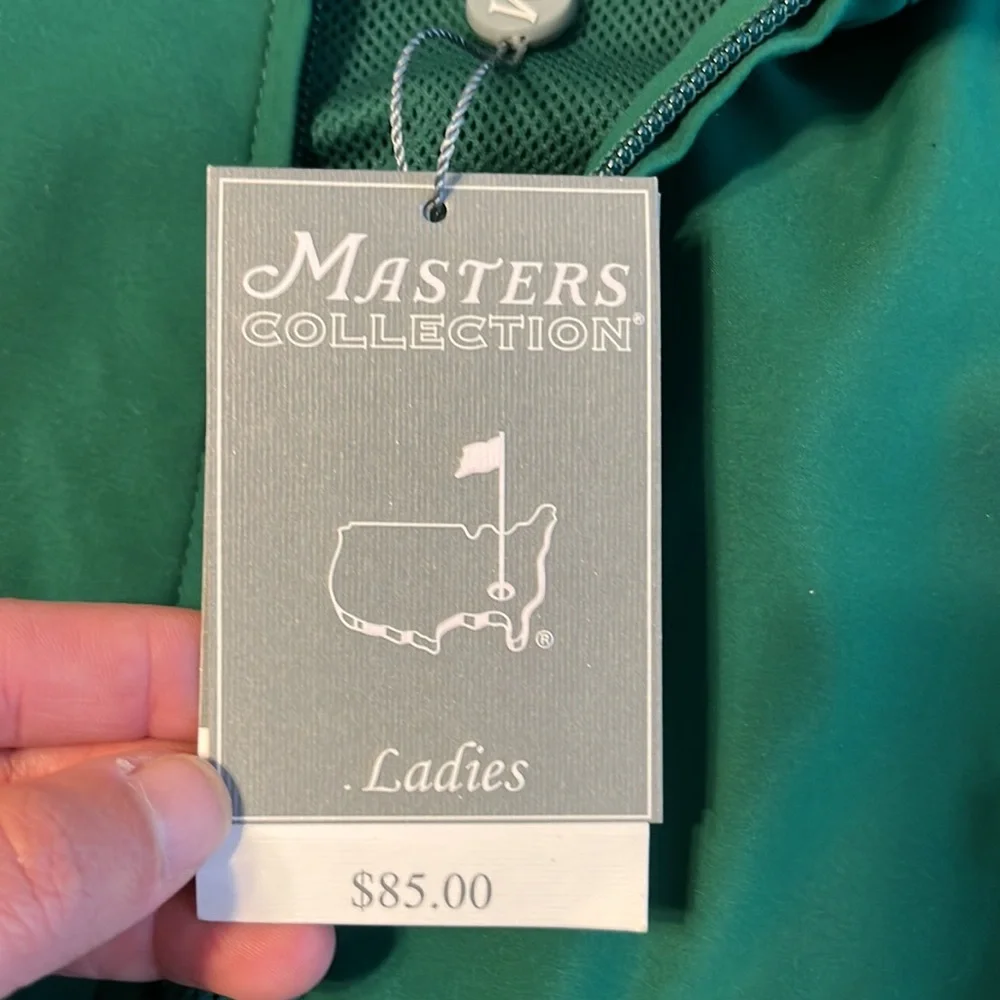 MASTERS
COLLECTION®
®
Ladies
$85.00